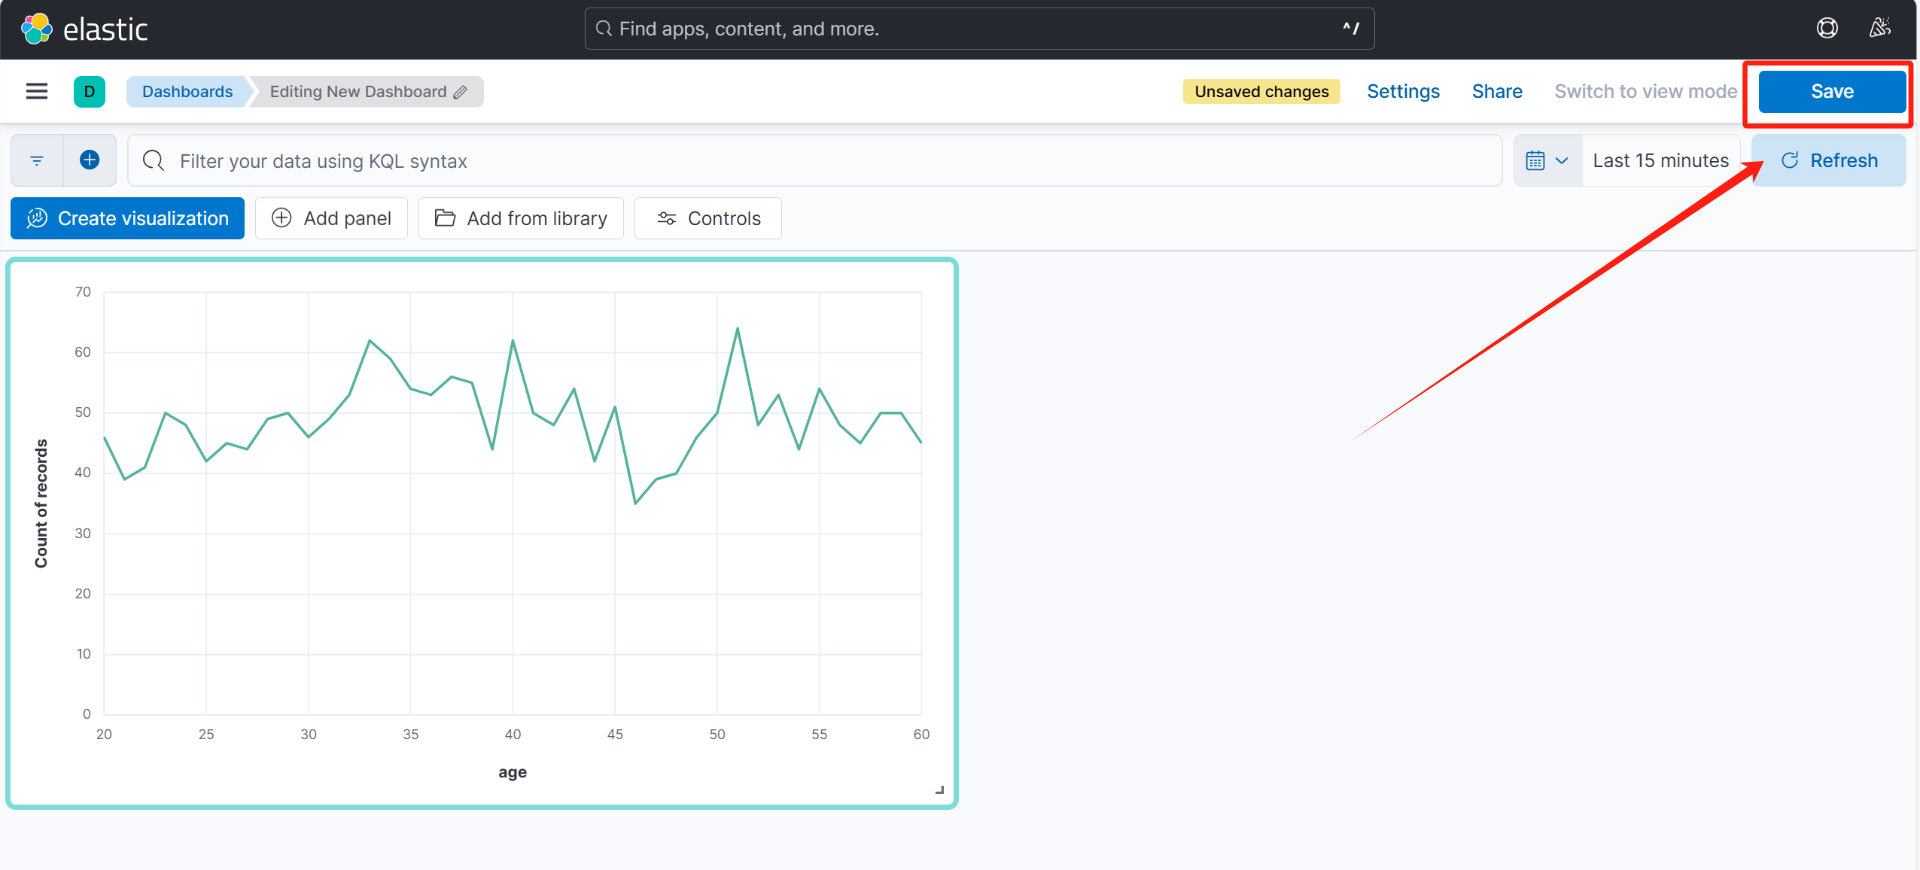 elastic
Find apps, content, and more.
^/
D
Dashboards
Editing New Dashboard
Unsaved changes
Settings
Share
Switch to view mode
Save
Filter your data using KQL syntax
Last 15 minutes
Refresh
Create visualization
Add panel
Add from library
Controls
70
60
50
40
30
20
10
0
Count of records
20
25
30
35
40
45
50
55
60
age